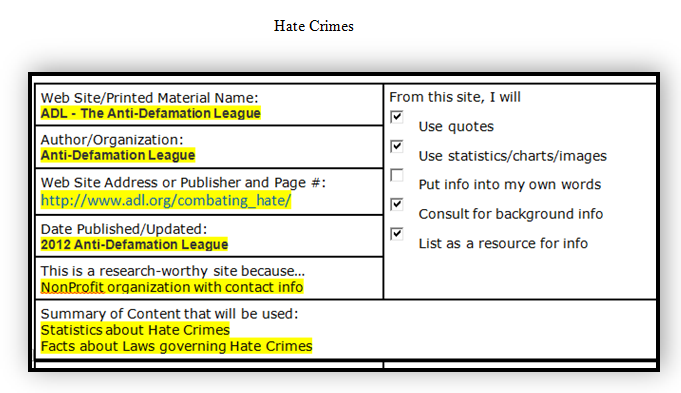 Hate Crimes
Web Site/Printed Material Name:
ADL - The Anti-Defamation League
Author/Organization:
Anti-Defamation League
Web Site Address or Publisher and Page #:
http://www.adl.org/combating_hate/
Date Published/Updated:
2012 Anti-Defamation League
This is a research-worthy site because...
NonProfit organization with contact info
From this site, I will
Use quotes
Use statistics/charts/images
Put info into my own words
Consult for background info
List as a resource for info
Summary of Content that will be used:
Statistics about Hate Crimes
Facts about Laws governing Hate Crimes